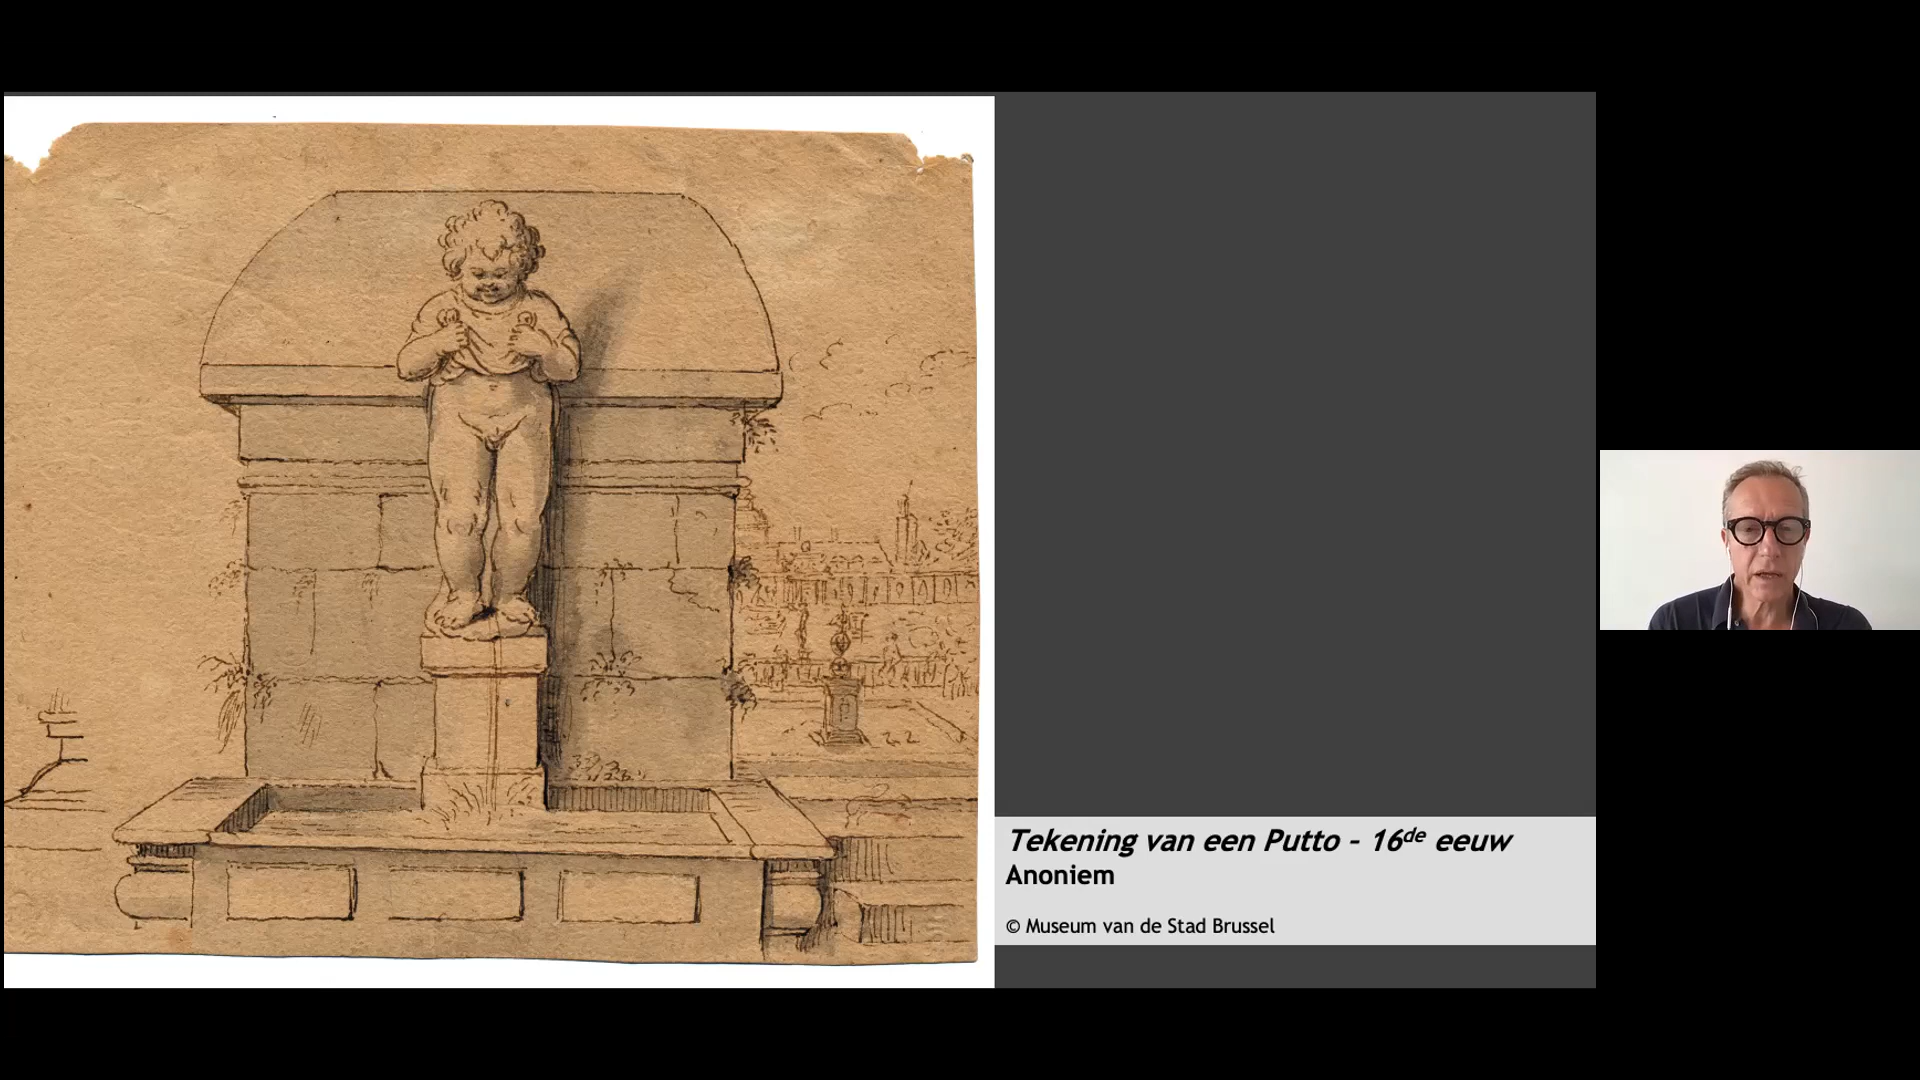 Tekening van een Putto - 16de eeuw
Anoniem
© Museum van de Stad Brussel